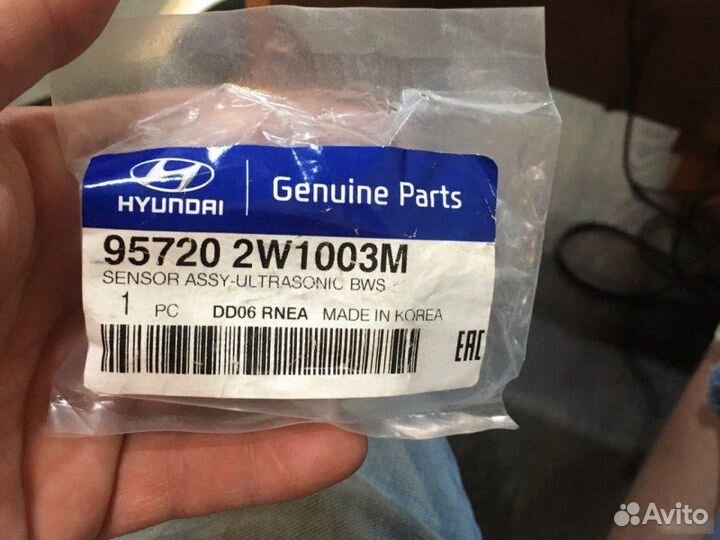 HYUNDAI
Genuine Parts
95720 2W1003M
SENSOR ASSY-ULTRASONIC BWS
1 PC DD06 RNEA MADE IN KOREA
EAC
Avito